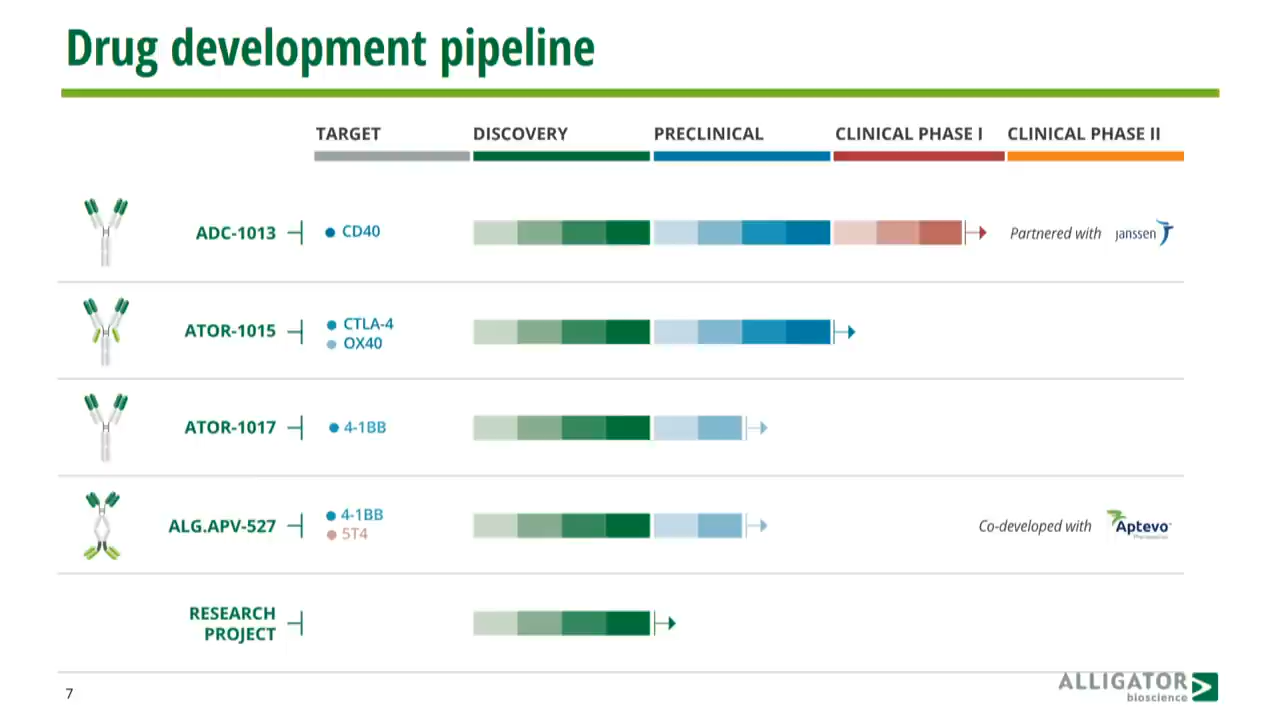 Drug development pipeline
TARGET DISCOVERY PRECLINICAL CLINICAL PHASE I CLINICAL PHASE II
ADC-1013 CD40 Partnered with janssen
ATOR-1015 CTLA-4
OX40
ATOR-1017 4-1BB
ALG.APV-527 4-1BB
5T4
Co-developed with Aptevo
RESEARCH
PROJECT
7
ALLIGATOR
bioscience